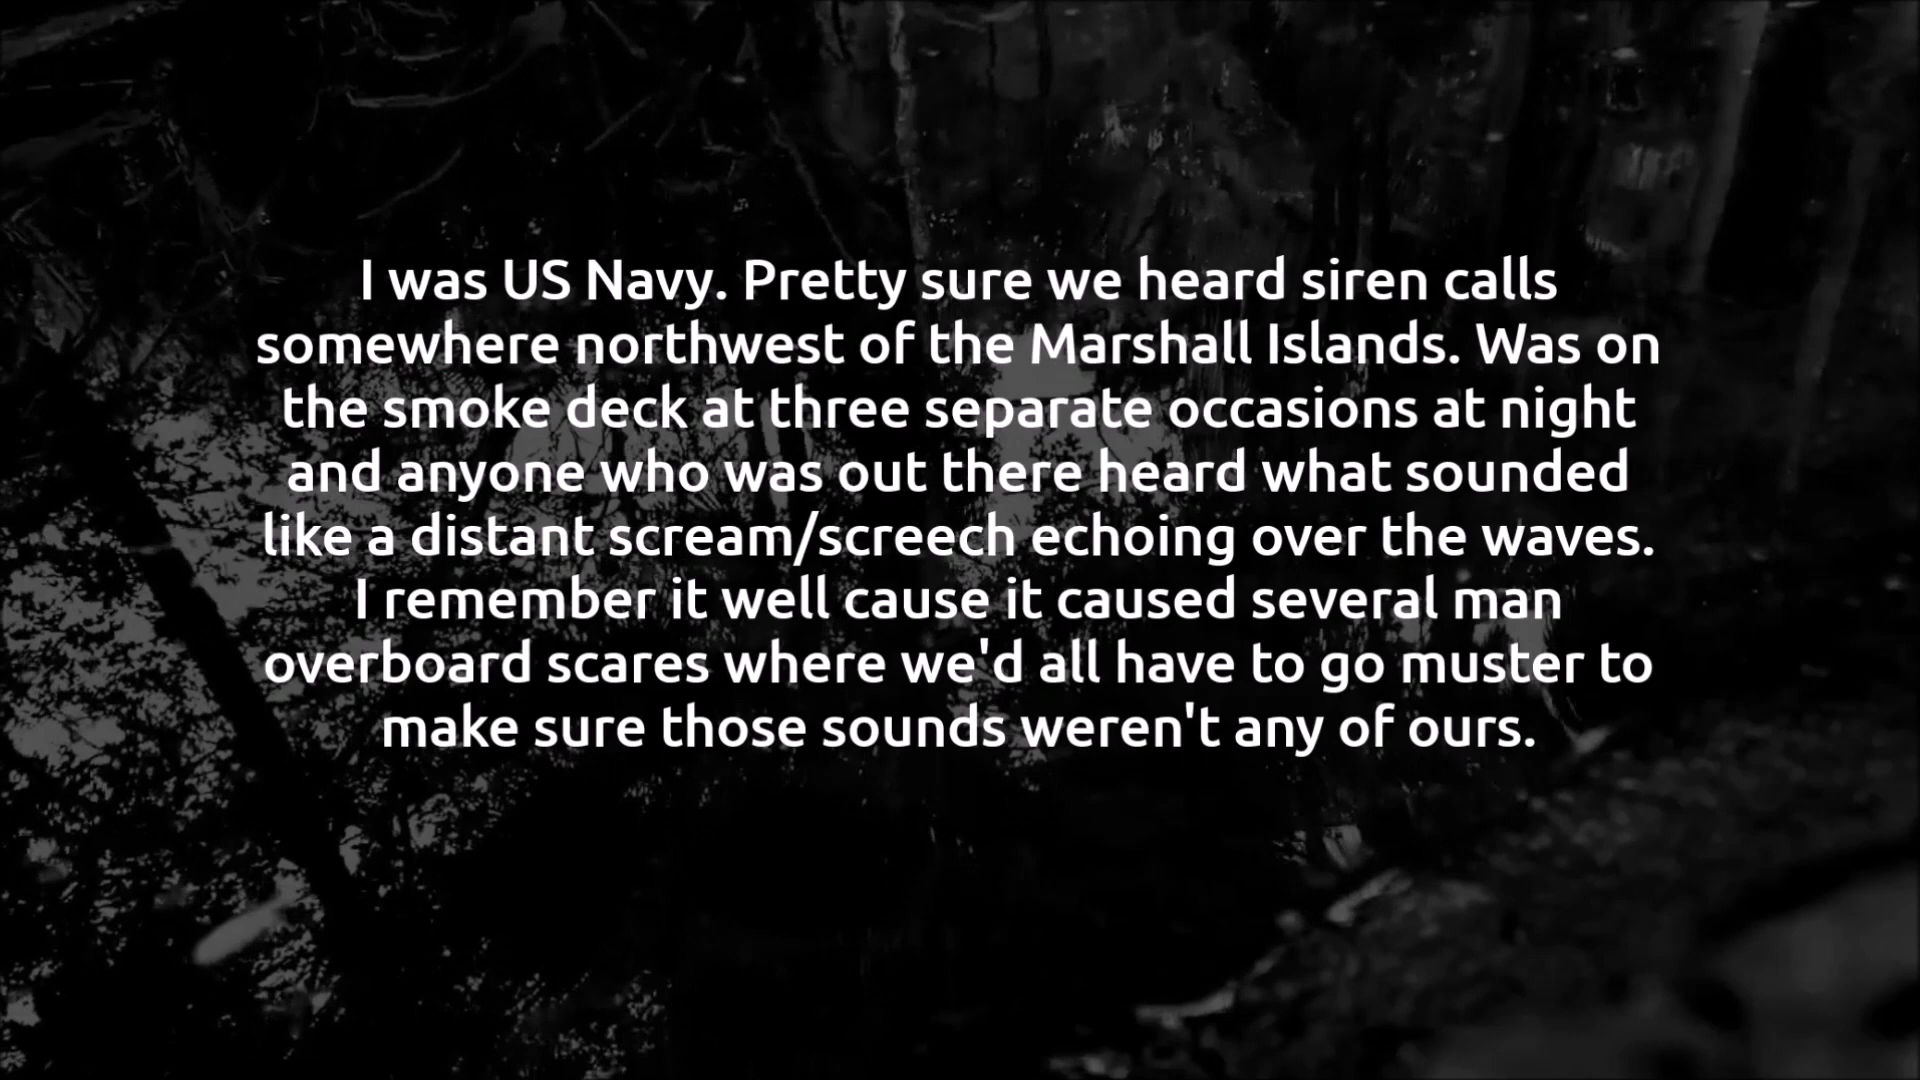 I was US Navy. Pretty sure we heard siren calls
somewhere northwest of the Marshall Islands. Was on
the smoke deck at three separate occasions at night
and anyone who was out there heard what sounded
like a distant scream/screech echoing over the waves.
I remember it well cause it caused several man
overboard scares where we'd all have to go muster to
make sure those sounds weren't any of ours.